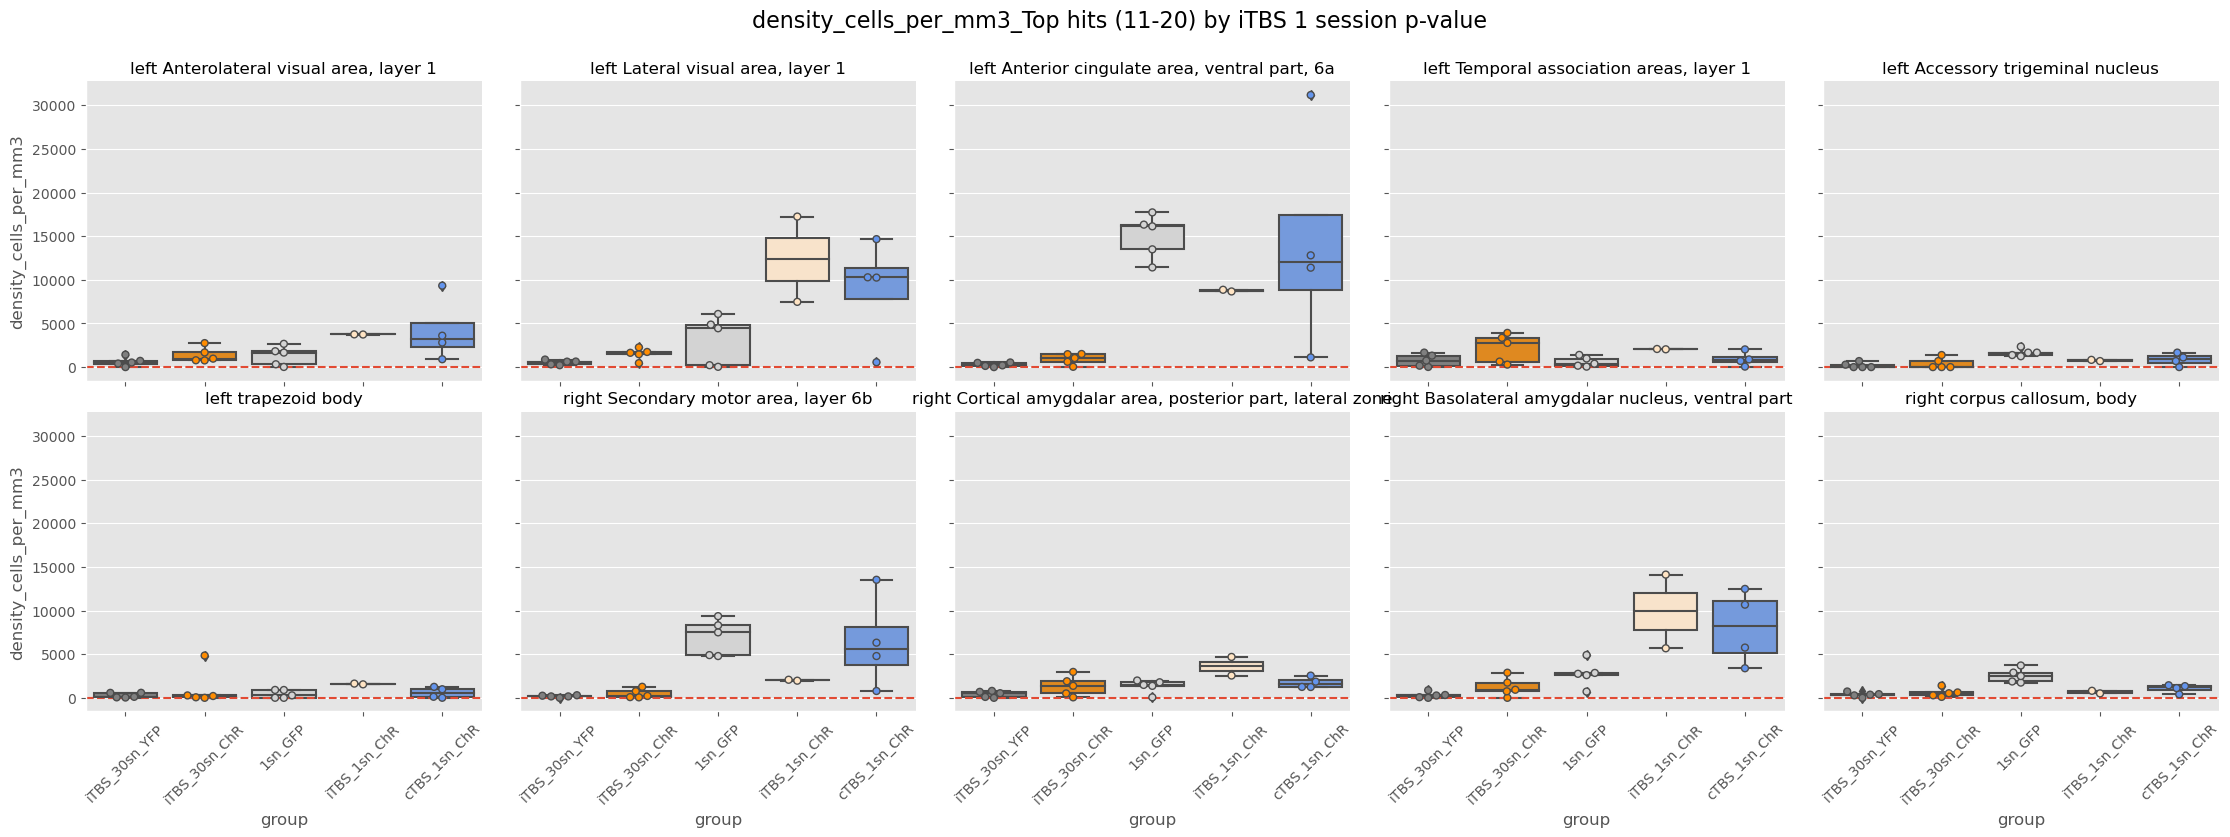 density_cells_per_mm3_Top hits (11-20) by iTBS 1 session p-value
left Anterolateral visual area, layer 1
left Lateral visual area, layer 1
left Anterior cingulate area, ventral part, 6a
left Temporal association areas, layer 1
left Accessory trigeminal nucleus
density_cells_per_mm3
30000
25000
20000
15000
10000
5000
0
left trapezoid body
right Secondary motor area, layer 6b
right Cortical amygdalar area, posterior part, lateral zone
right Basolateral amygdalar nucleus, ventral part
right corpus callosum, body
density_cells_per_mm3
30000
25000
20000
15000
10000
5000
0
iTBS_30sn_YFP
iTBS_30sn_ChR
1sn_GFP
iTBS_1sn_ChR
cTBS_1sn_ChR
group
iTBS_30sn_YFP
iTBS_30sn_ChR
1sn_GFP
iTBS_1sn_ChR
cTBS_1sn_ChR
group
iTBS_30sn_YFP
iTBS_30sn_ChR
1sn_GFP
iTBS_1sn_ChR
cTBS_1sn_ChR
group
iTBS_30sn_YFP
iTBS_30sn_ChR
1sn_GFP
iTBS_1sn_ChR
cTBS_1sn_ChR
group
iTBS_30sn_YFP
iTBS_30sn_ChR
1sn_GFP
iTBS_1sn_ChR
cTBS_1sn_ChR
group